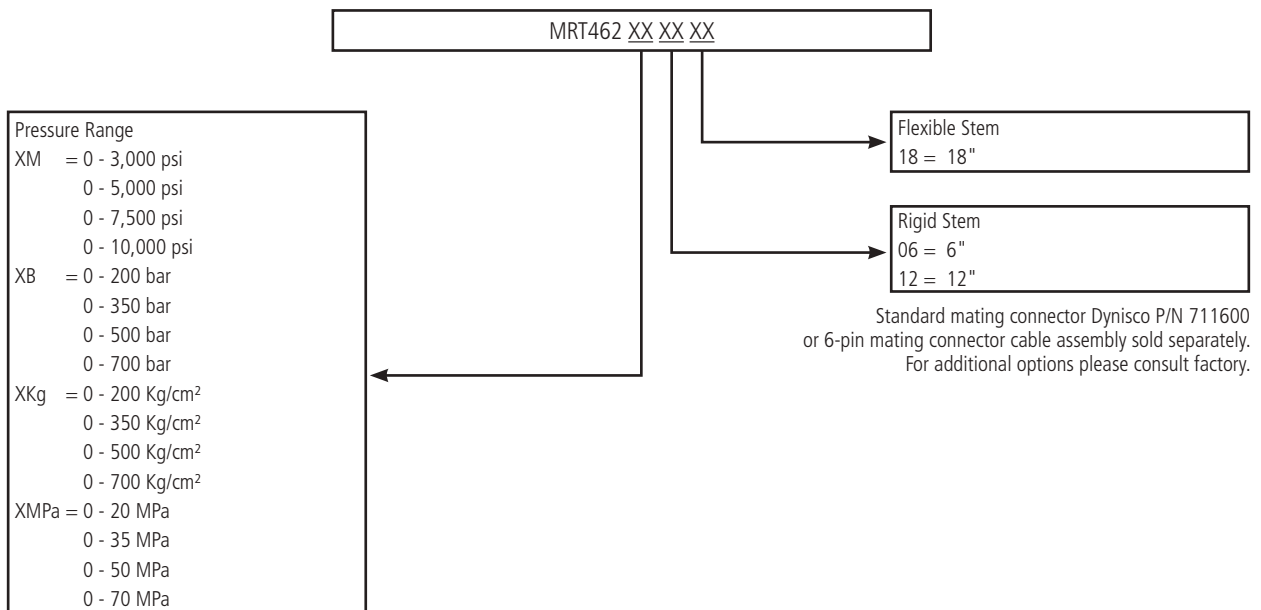 MRT462 XX XX XX
Pressure Range
XM = 0 - 3,000 psi
0 - 5,000 psi
0 - 7,500 psi
0 - 10,000 psi
XB = 0 - 200 bar
0 - 350 bar
0 - 500 bar
0 - 700 bar
XKg = 0 - 200 Kg/cm²
0 - 350 Kg/cm²
0 - 500 Kg/cm²
0 - 700 Kg/cm²
XMPa = 0 - 20 MPa
0 - 35 MPa
0 - 50 MPa
0 - 70 MPa
Flexible Stem
18 = 18"
Rigid Stem
06 = 6"
12 = 12"
Standard mating connector Dynisco P/N 711600
or 6-pin mating connector cable assembly sold separately.
For additional options please consult factory.